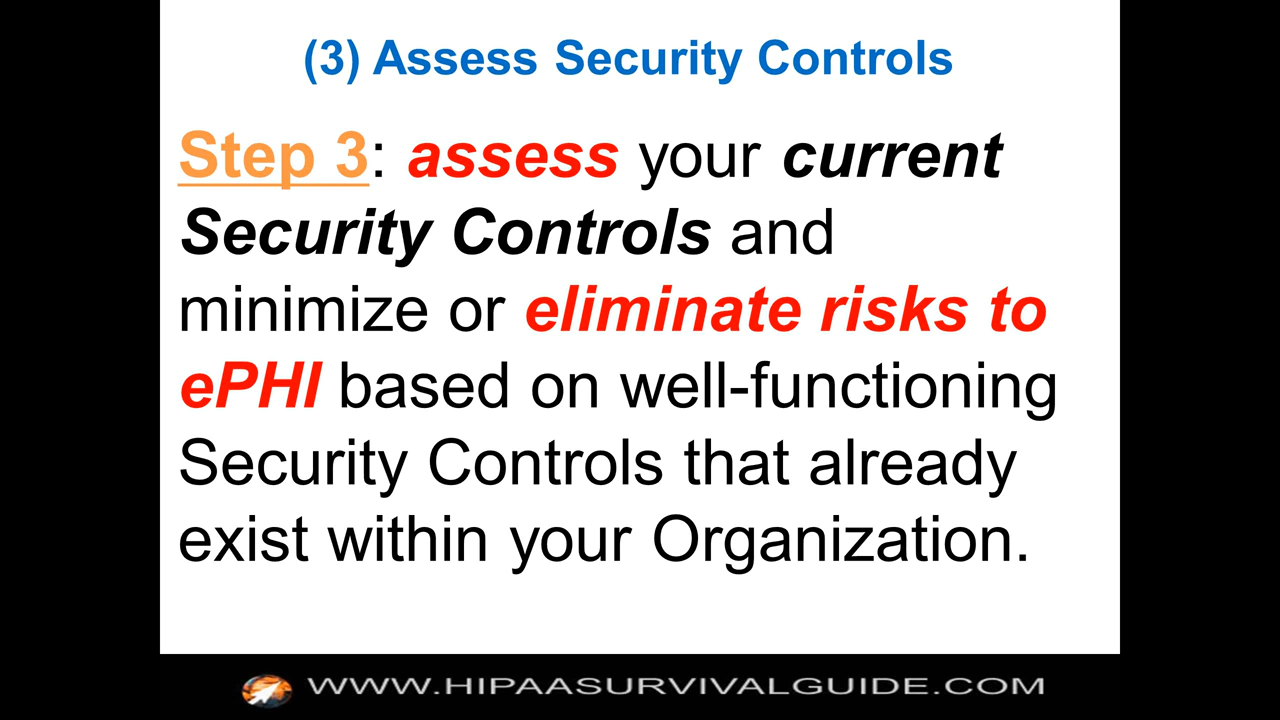 (3) Assess Security Controls
Step 3: assess your current
Security Controls and
minimize or eliminate risks to
ePHI based on well-functioning
Security Controls that already
exist within your Organization.
WWW.HIPAASURVIVALGUIDE.COM